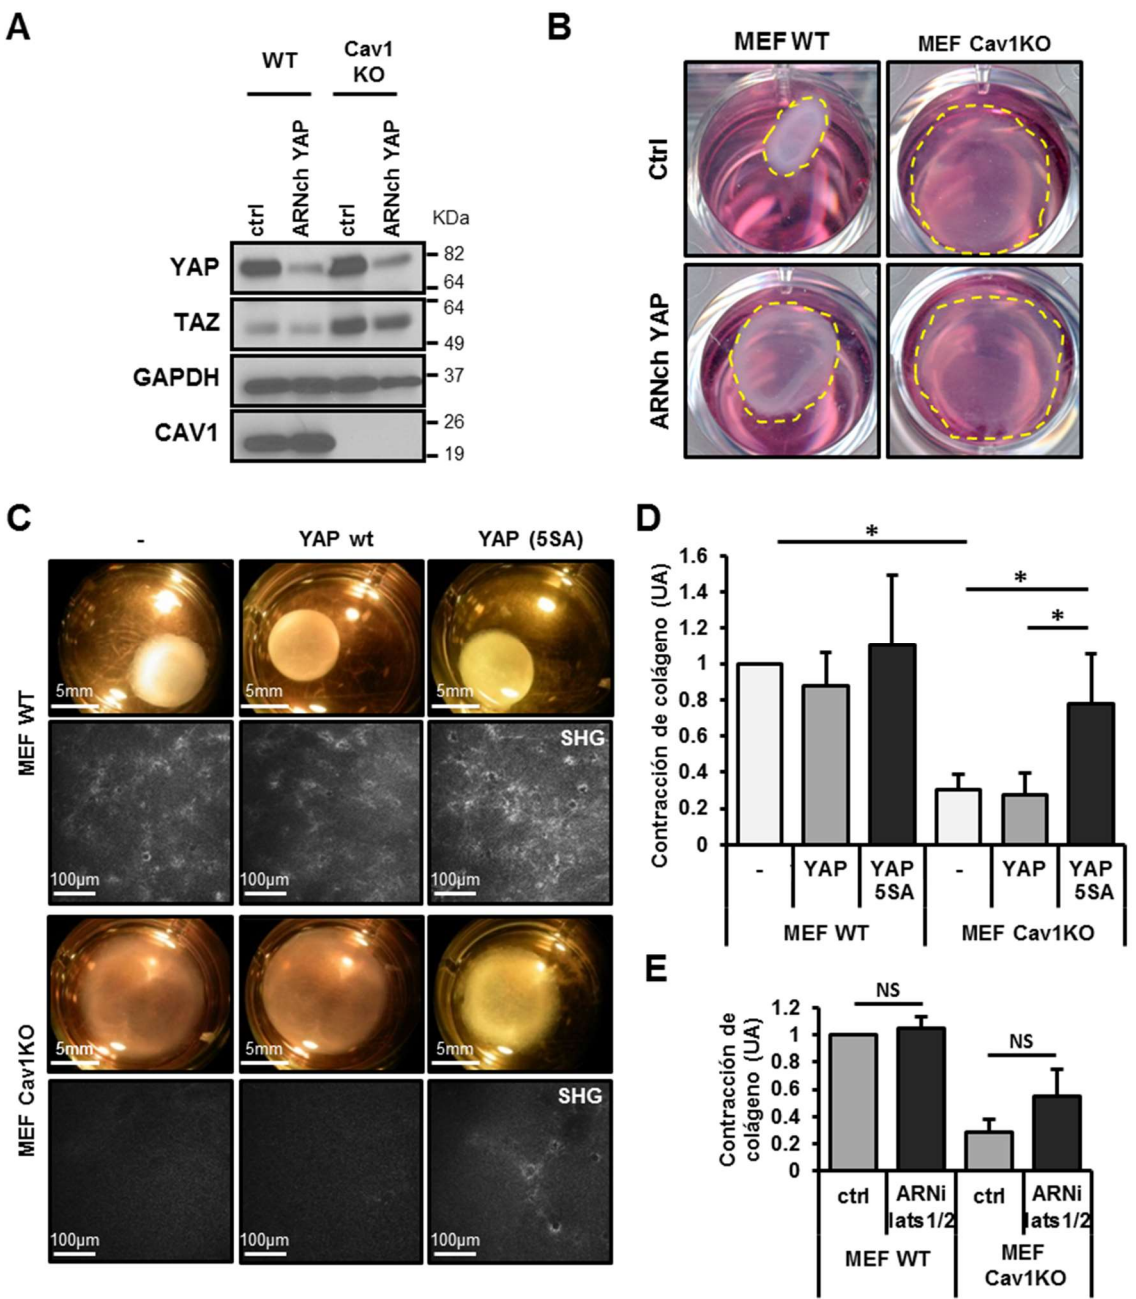 A
WT
Cav1
KO
ctrl
ARNch YAP
ctrl
ARNch YAP
KDa
YAP
82
64
TAZ
64
49
GAPDH
37
CAV1
26
19
B
MEF WT
MEF Cav1KO
Ctrl
ARNch YAP
C
-
YAP wt
YAP (5SA)
MEF WT
5mm
5mm
5mm
SHG
100µm
100µm
100µm
MEF Cav1KO
5mm
5mm
5mm
SHG
100µm
100µm
100µm
D
Contracción de colágeno (UA)
1.6
1.4
1.2
1
0.8
0.6
0.4
0.2
0
*
*
*
-
YAP
YAP
5SA
-
YAP
YAP
5SA
MEF WT
MEF Cav1KO
E
Contracción de
colágeno (UA)
1.2
1
0.8
0.6
0.4
0.2
0
NS
NS
ctrl
ARNi
lats1/2
ctrl
ARNi
lats1/2
MEF WT
MEF
Cav1KO